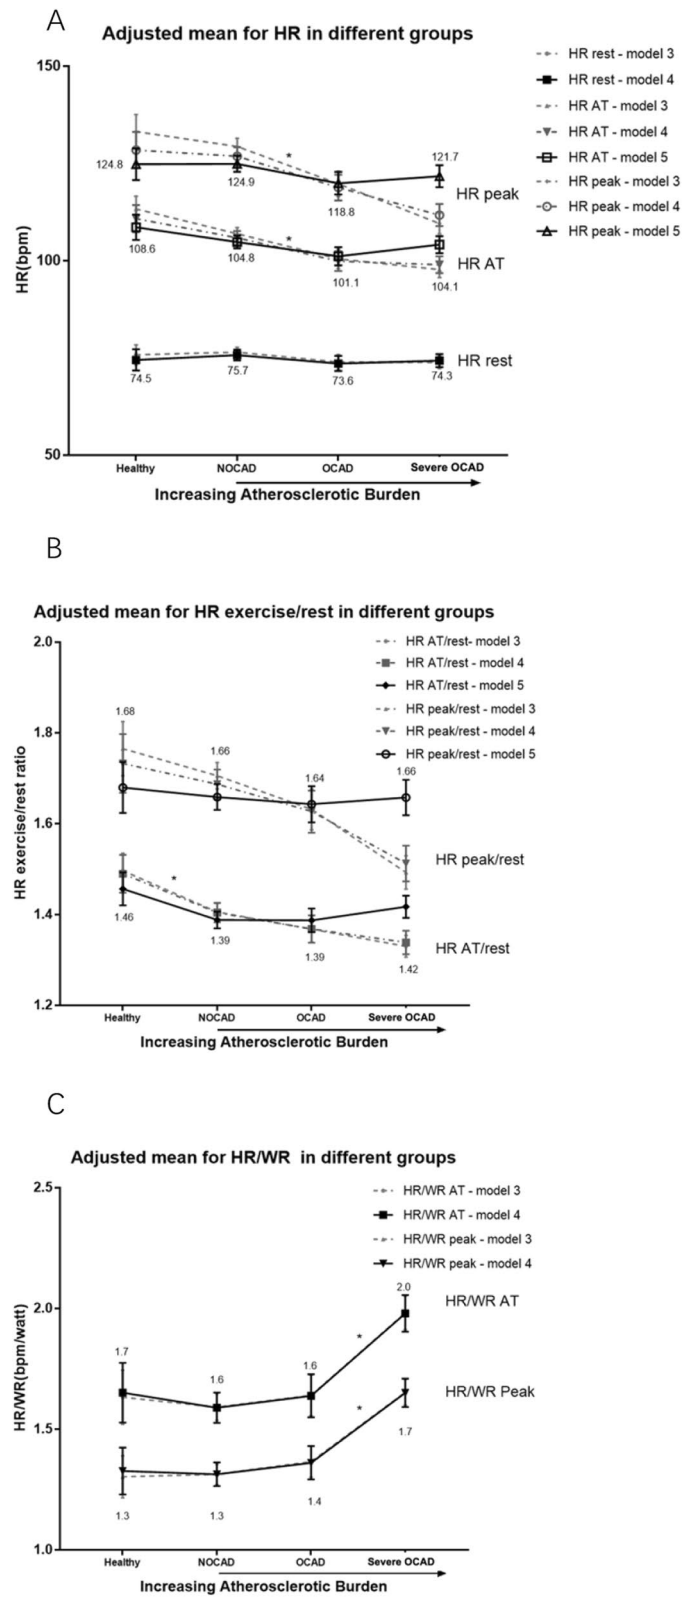 A
Adjusted mean for HR in different groups
HR rest - model 3
HR rest - model 4
HR AT - model 3
HR AT - model 4
HR AT - model 5
HR peak - model 3
HR peak - model 4
HR peak - model 5
HR(bpm)
150
100
50
124.8
124.9
118.8
121.7
HR peak
*
108.6
104.8
101.1
104.1
HR AT
*
74.5
75.7
73.6
74.3
HR rest
Healthy
NOCAD
OCAD
Severe OCAD
Increasing Atherosclerotic Burden
B
Adjusted mean for HR exercise/rest in different groups
HR AT/rest- model 3
HR AT/rest - model 4
HR AT/rest - model 5
HR peak/rest - model 3
HR peak/rest - model 4
HR peak/rest - model 5
HR exercise/rest ratio
2.0
1.8
1.6
1.4
1.2
1.68
1.66
1.64
1.66
HR peak/rest
*
1.46
1.39
1.39
1.42
HR AT/rest
Healthy
NOCAD
OCAD
Severe OCAD
Increasing Atherosclerotic Burden
C
Adjusted mean for HR/WR in different groups
HR/WR AT - model 3
HR/WR AT - model 4
HR/WR peak - model 3
HR/WR peak - model 4
HR/WR(bpm/watt)
2.5
2.0
1.5
1.0
1.7
1.6
1.6
2.0
HR/WR AT
*
HR/WR Peak
*
1.3
1.3
1.4
1.7
Healthy
NOCAD
OCAD
Severe OCAD
Increasing Atherosclerotic Burden